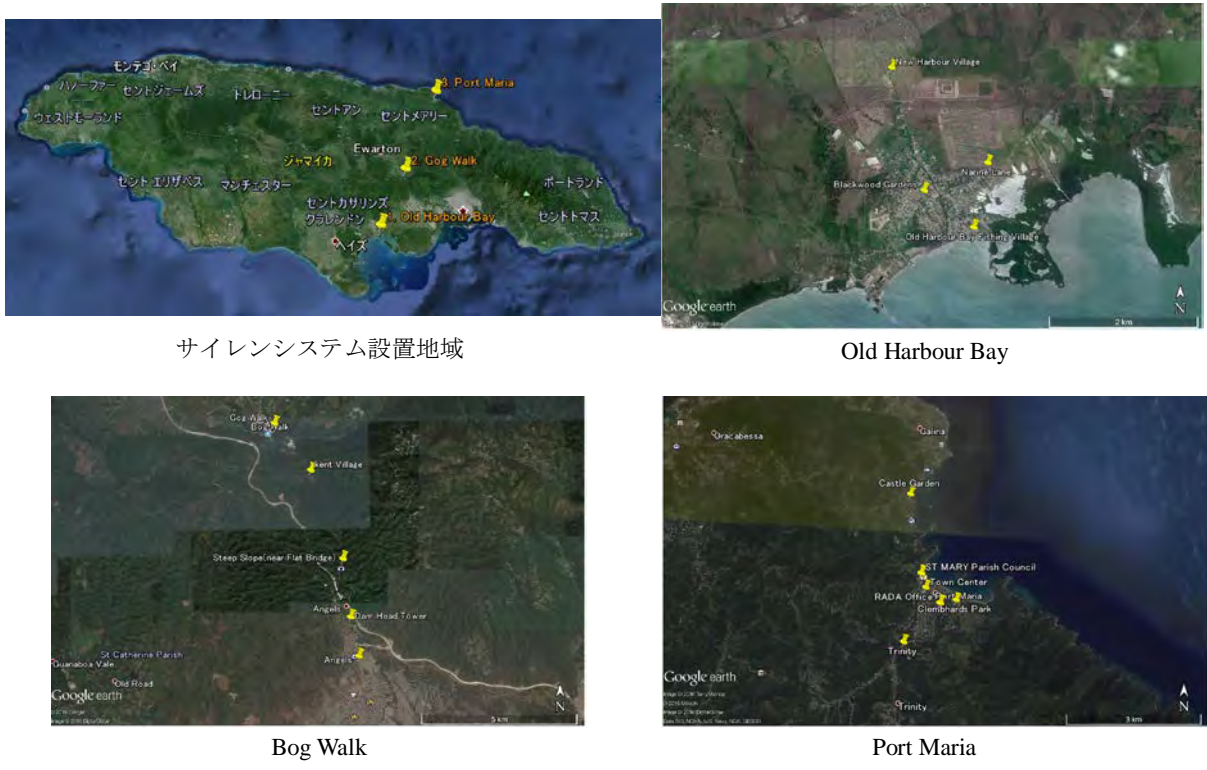 モンテゴ・ベイ
ハノーファー
セントジェームズ
トレローニー
ウェストモーランド
セントアン
セントメアリー
3. Port Maria
Ewarton
ジャマイカ
2. Gog Walk
セント エリザベス
マンチェスター
セントカサリンズ
クラレンドン
1. Old Harbour Bay
ヘイズ
ポートランド
セントトマス
サイレンシステム設置地域
New Harbour Village
Narine Lane
Blackwood Gardens
Old Harbour Bay Fishing Village
Google earth
N
2 km
Old Harbour Bay
Gog Walk
Bog Walk
kent Village
Steep Slope(near Flat Bridge)
Angels
Dam Head Tower
St Catherine Parish
Angels
Guanaboa Vale
Old Road
Google earth
N
5 km
Bog Walk
Oracabessa
Galina
Castle Garden
ST MARY Parish Council
Town Center
RADA Office
Port Maria
Clembhards Park
Trinity
Trinity
Google earth
N
3 km
Port Maria